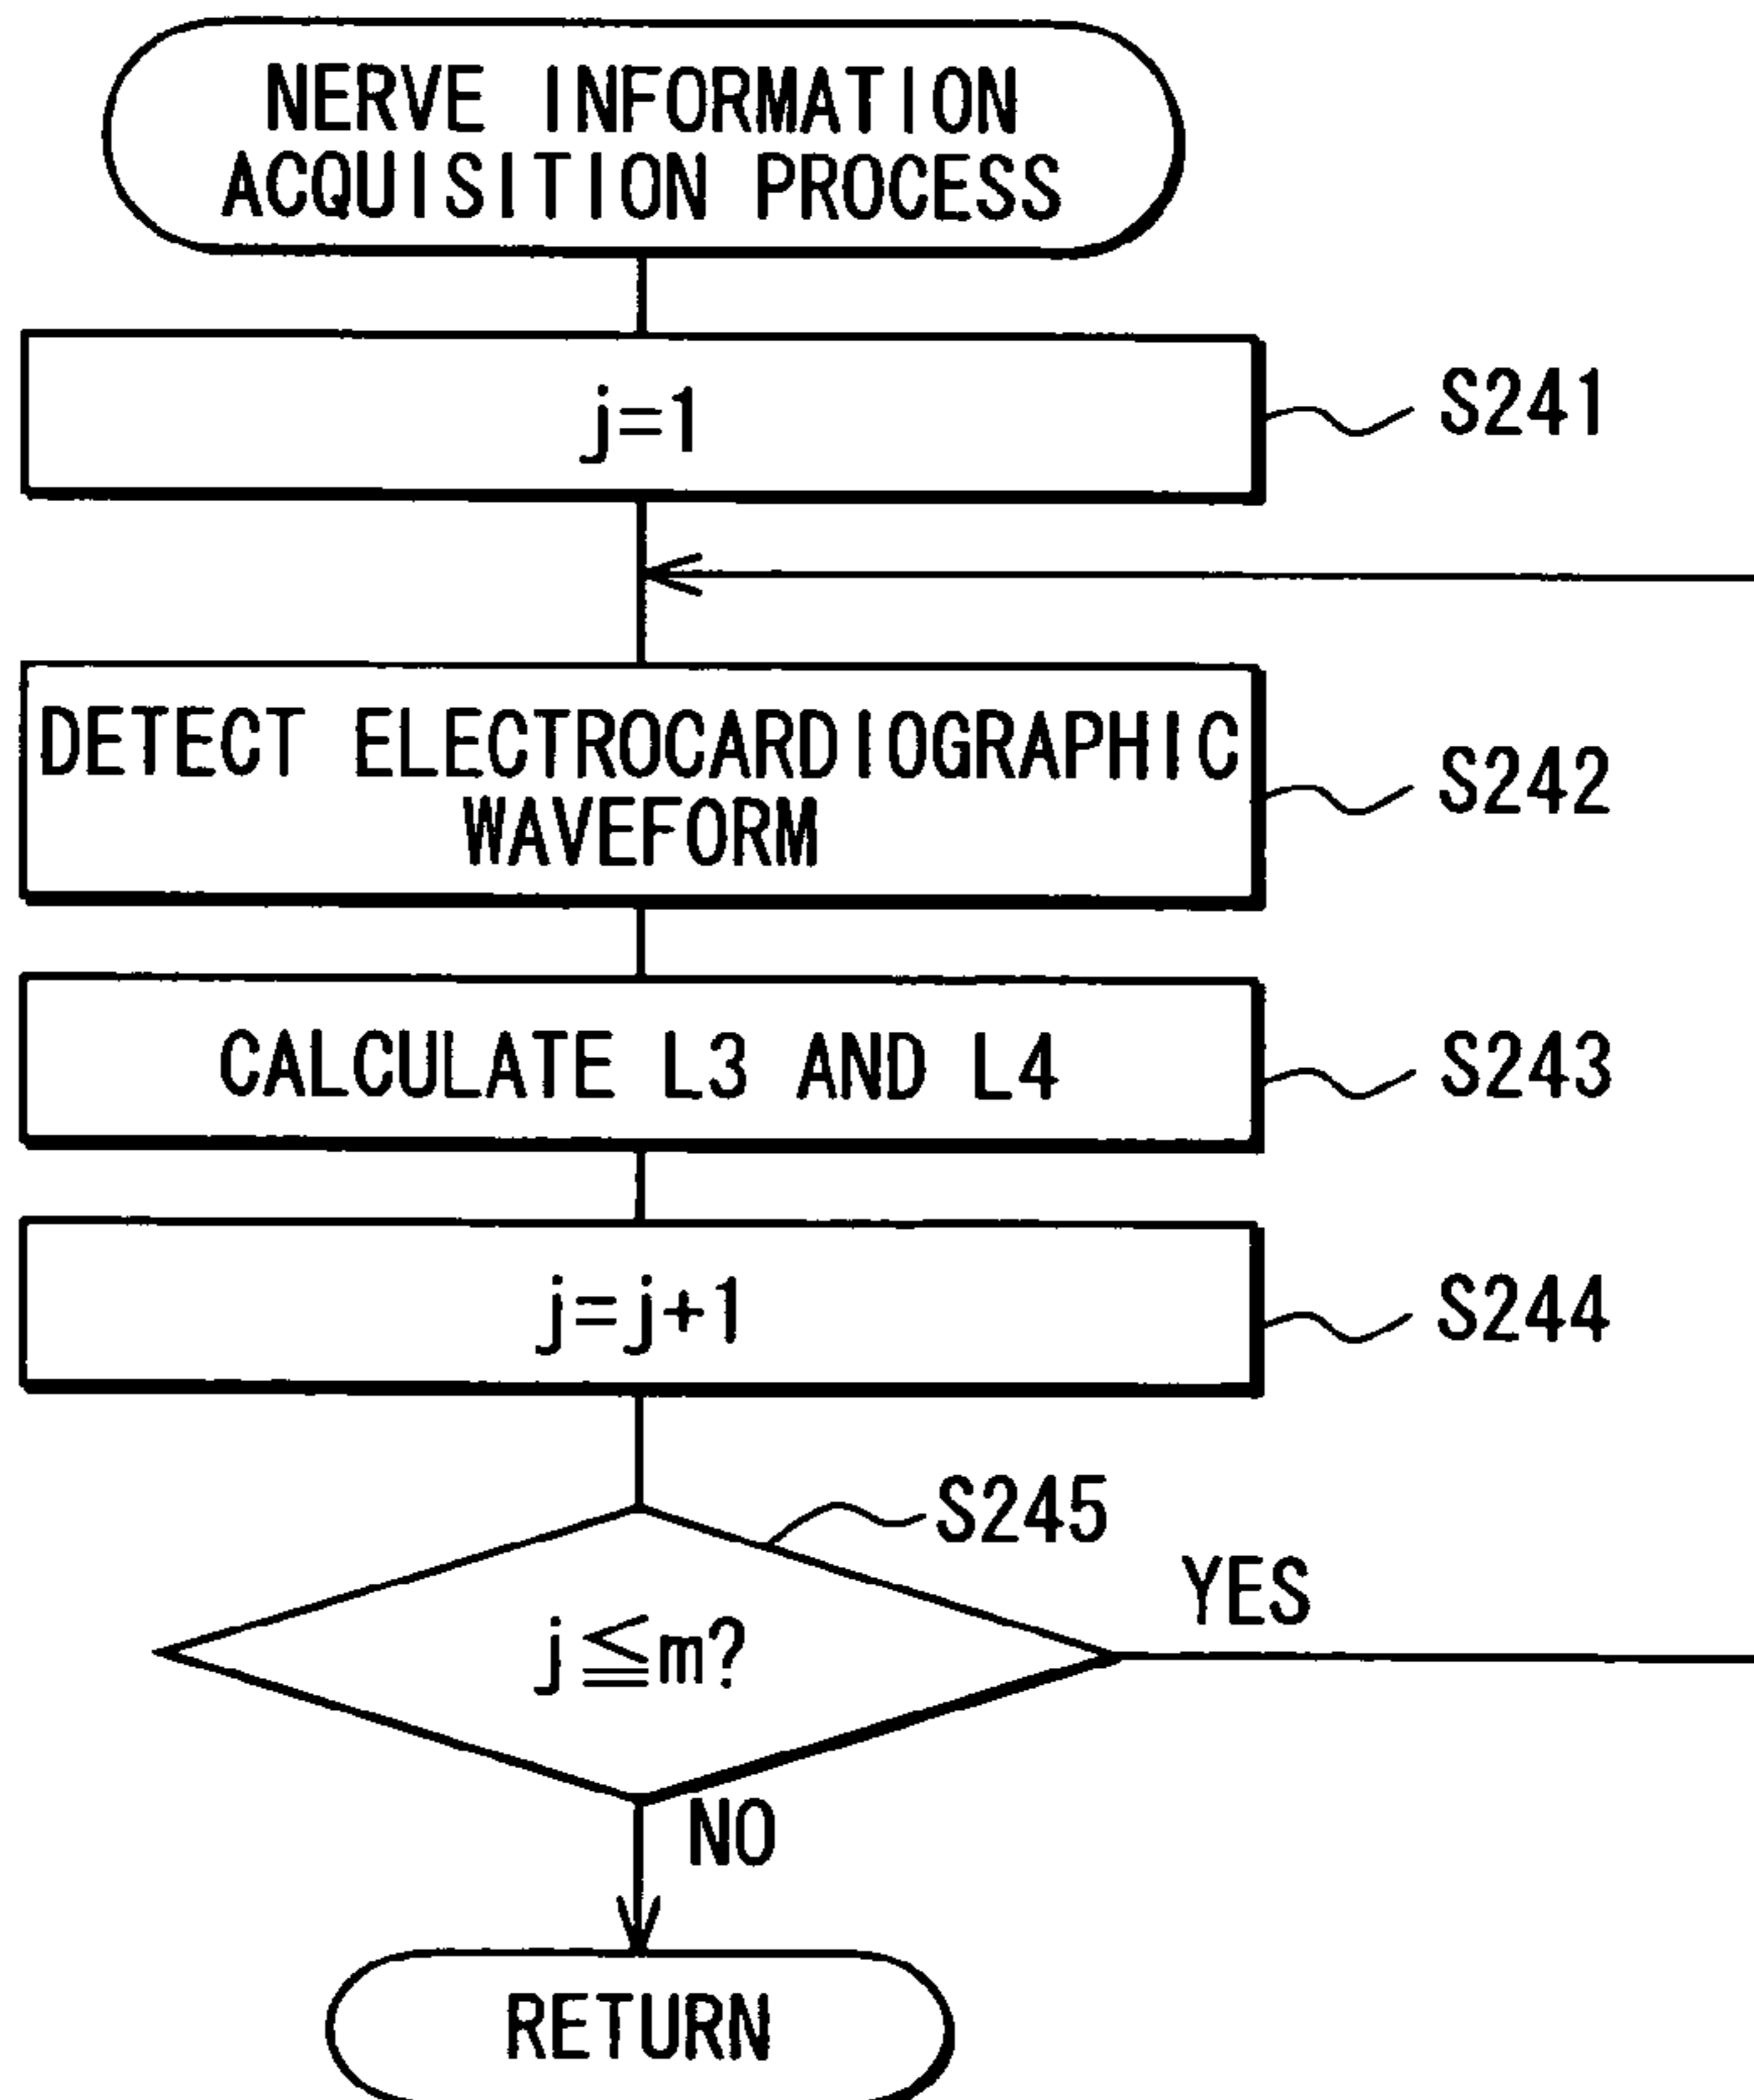 NERVE INFORMATION
ACQUISITION PROCESS
j=1
S241
DETECT ELECTROCARDIOGRAPHIC
WAVEFORM
S242
CALCULATE L3 AND L4
S243
j=j+1
S244
S245
j≦m?
YES
NO
RETURN